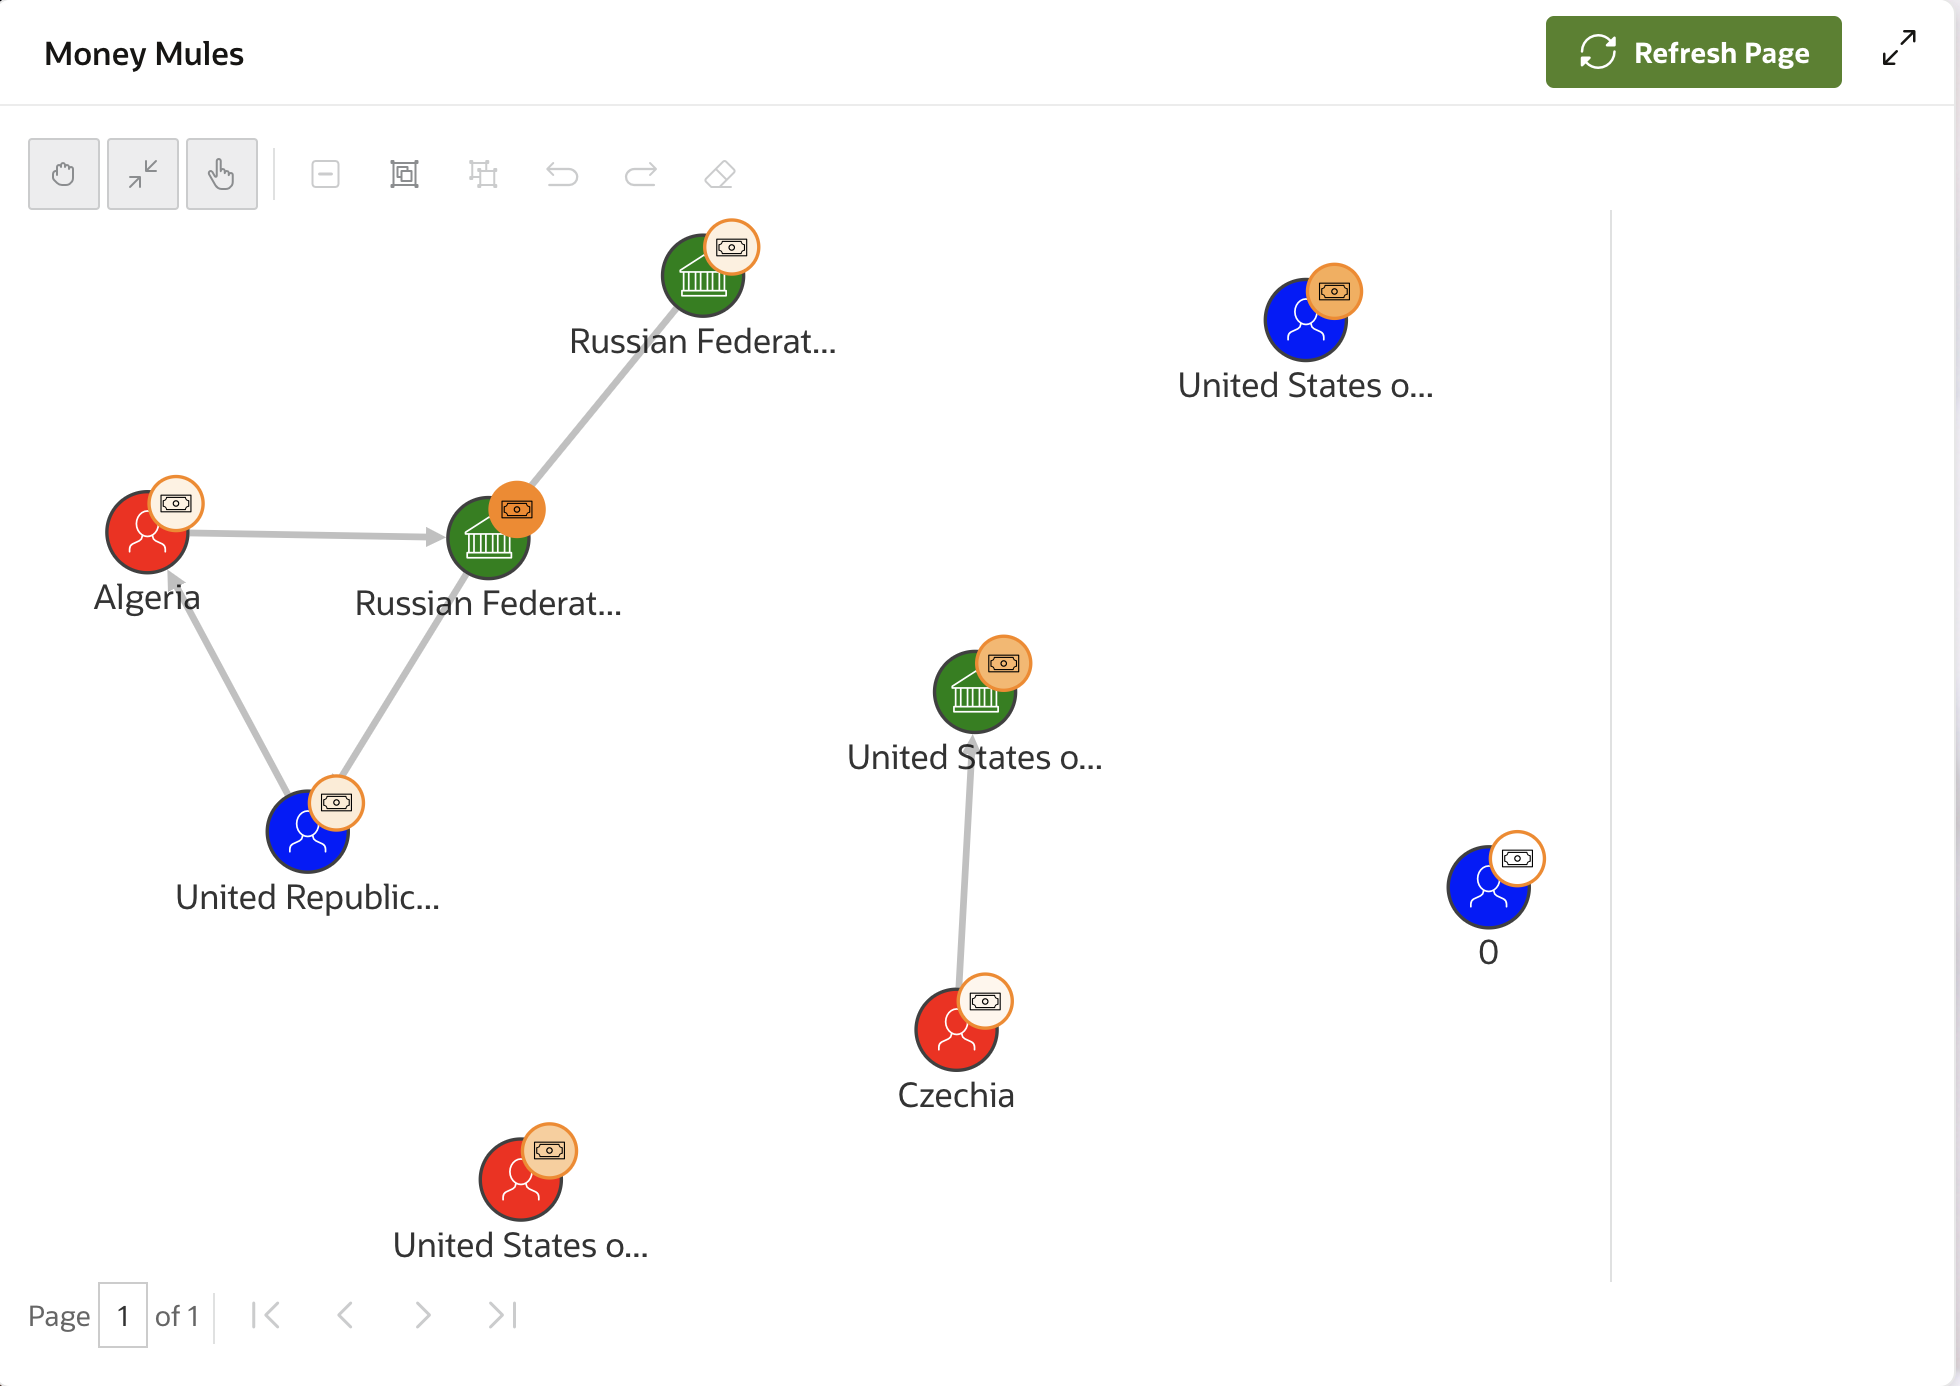 Money Mules
Refresh Page
Russian Federat...
United States o...
Algeria
Russian Federat...
United States o...
United Republic...
0
Czechia
United States o...
Page 1 of 1